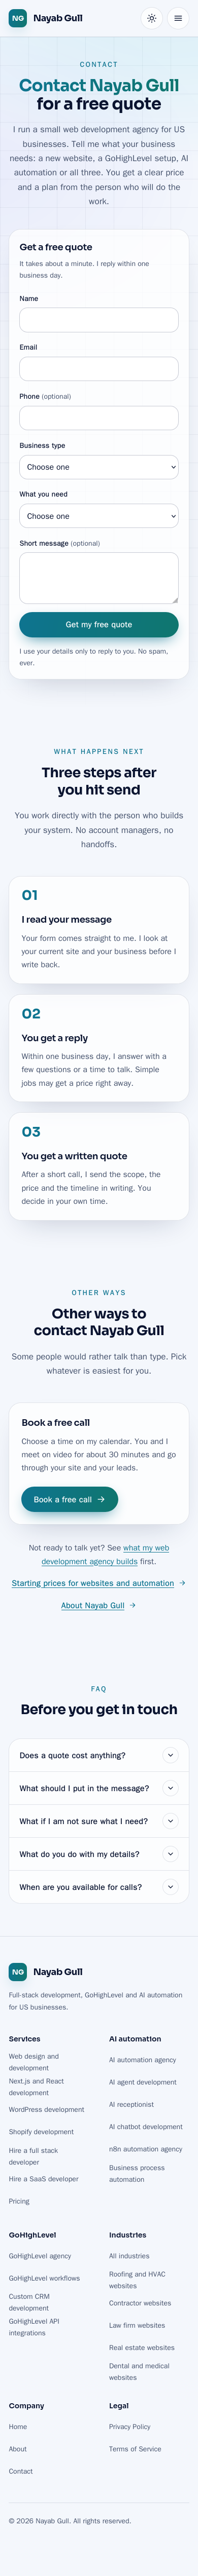 NG Nayab Gull
CONTACT
Contact Nayab Gull
for a free quote
I run a small web development agency for US
businesses. Tell me what your business
needs: a new website, a GoHighLevel setup, AI
automation or all three. You get a clear price
and a plan from the person who will do the
work.
Get a free quote
It takes about a minute. I reply within one
business day.
Name
Email
Phone (optional)
Business type
Choose one
What you need
Choose one
Short message (optional)
Get my free quote
I use your details only to reply to you. No spam,
ever.
WHAT HAPPENS NEXT
Three steps after
you hit send
You work directly with the person who builds
your system. No account managers, no
handoffs.
01
I read your message
Your form comes straight to me. I look at
your current site and your business before I
write back.
02
You get a reply
Within one business day, I answer with a
few questions or a time to talk. Simple
jobs may get a price right away.
03
You get a written quote
After a short call, I send the scope, the
price and the timeline in writing. You
decide in your own time.
OTHER WAYS
Other ways to
contact Nayab Gull
Some people would rather talk than type. Pick
whatever is easiest for you.
Book a free call
Choose a time on my calendar. You and I
meet on video for about 30 minutes and go
through your site and your leads.
Book a free call →
Not ready to talk yet? See what my web
development agency builds first.
Starting prices for websites and automation →
About Nayab Gull →
FAQ
Before you get in touch
Does a quote cost anything?
What should I put in the message?
What if I am not sure what I need?
What do you do with my details?
When are you available for calls?
NG Nayab Gull
Full-stack development, GoHighLevel and AI automation
for US businesses.
Services
Web design and
development
Next.js and React
development
WordPress development
Shopify development
Hire a full stack
developer
Hire a SaaS developer
Pricing
AI automation
AI automation agency
AI agent development
AI receptionist
AI chatbot development
n8n automation agency
Business process
automation
GoHighLevel
GoHighLevel agency
GoHighLevel workflows
Custom CRM
development
GoHighLevel API
integrations
Industries
All industries
Roofing and HVAC
websites
Contractor websites
Law firm websites
Real estate websites
Dental and medical
websites
Company
Home
About
Contact
Legal
Privacy Policy
Terms of Service
© 2026 Nayab Gull. All rights reserved.